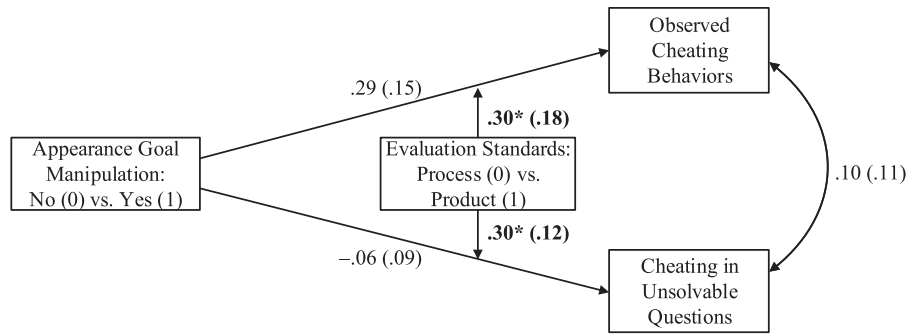 Observed
Cheating
Behaviors
.29 (.15)
.30* (.18)
Appearance Goal
Manipulation:
No (0) vs. Yes (1)
Evaluation Standards:
Process (0) vs.
Product (1)
.10 (.11)
.30* (.12)
–.06 (.09)
Cheating in
Unsolvable
Questions